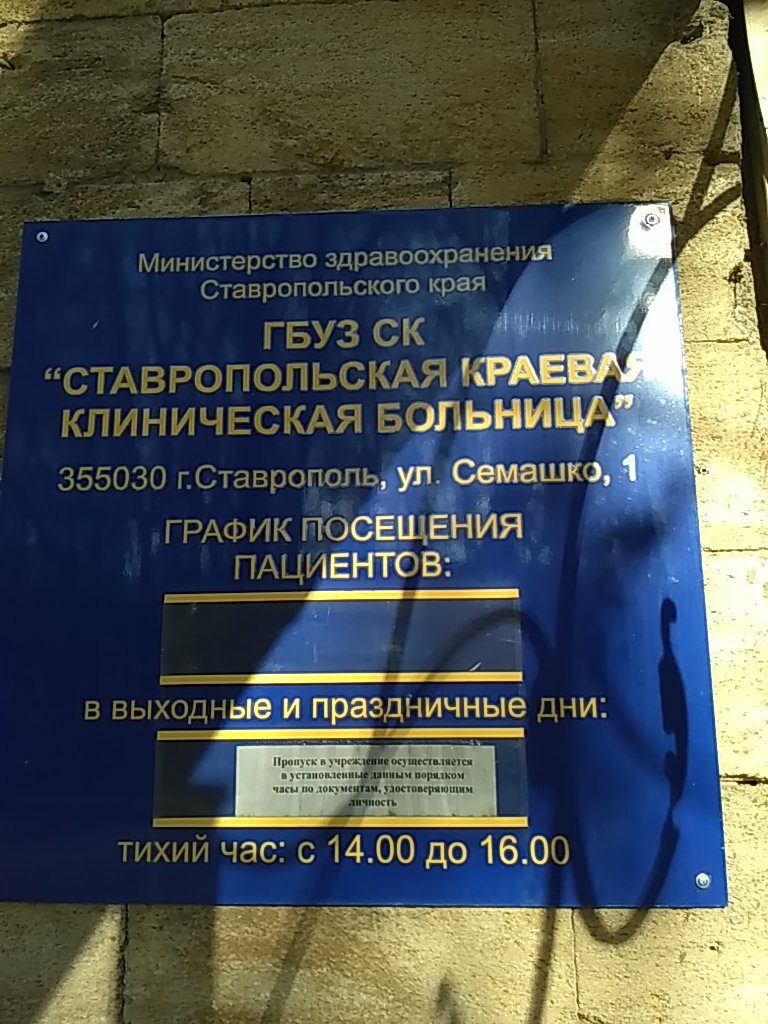 Министерство здравоохранения
Ставропольского края
ГБУЗ СК
“СТАВРОПОЛЬСКАЯ КРАЕВАЯ
КЛИНИЧЕСКАЯ БОЛЬНИЦА”
355030 г.Ставрополь, ул. Семашко, 1
ГРАФИК ПОСЕЩЕНИЯ
ПАЦИЕНТОВ:
в выходные и праздничные дни:
Пропуск в учреждение осуществляется
в установленные данным порядком
часы по документам, удостоверяющим
личность
тихий час: с 14.00 до 16.00